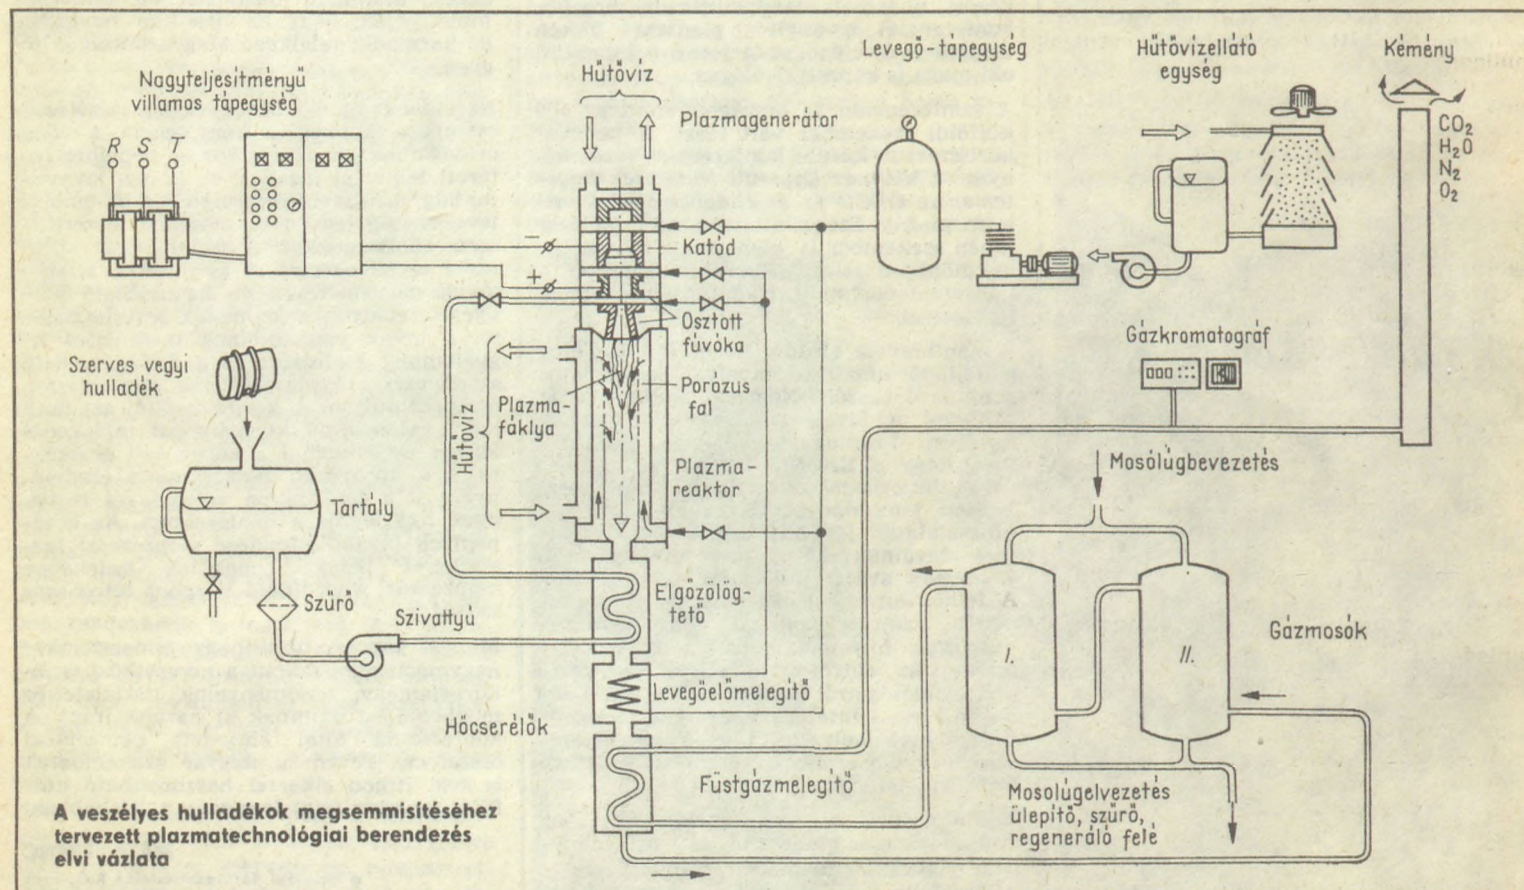 Nagyteljesítményű
villamos tápegység
R S T
Hűtővíz
Plazmagenerátor
Levegő-tápegység
Hűtővízellátó
egység
Kémény
CO2
H2O
N2
O2
Katód
+
Osztott
fúvóka
Gázkromatográf
Szerves vegyi
hulladék
Hűtővíz
Plazma-
fáklya
Porózus
fal
Plazma-
reaktor
Mosólúgbevezetés
Tartály
Szűrő
Szivattyú
Elgőzölög-
tető
I.
II.
Gázmosók
Levegőelőmelegítő
Hőcserélők
Füstgázmelegítő
Mosolúgelvezetés
ülepítő, szűrő,
regeneráló felé
A veszélyes hulladékok megsemmisítéséhez
tervezett plazmatechnológiai berendezés
elvi vázlata